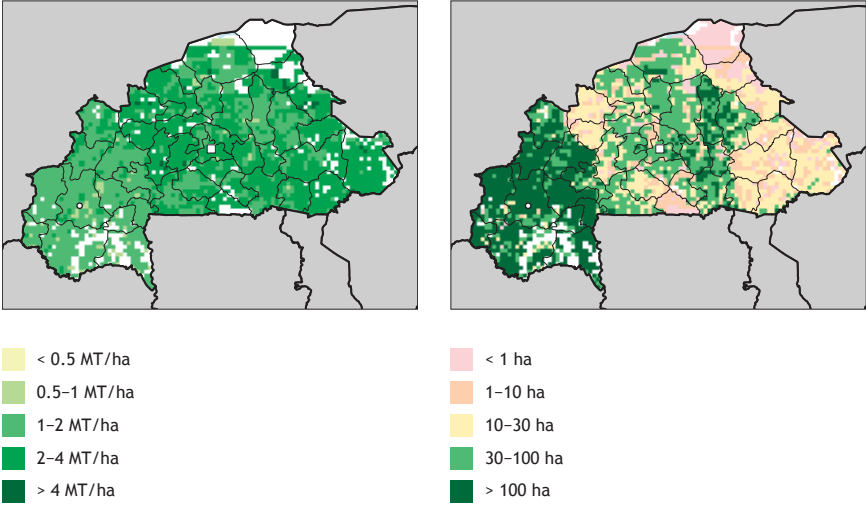 < 0.5 MT/ha
0.5–1 MT/ha
1–2 MT/ha
2–4 MT/ha
> 4 MT/ha
< 1 ha
1–10 ha
10–30 ha
30–100 ha
> 100 ha